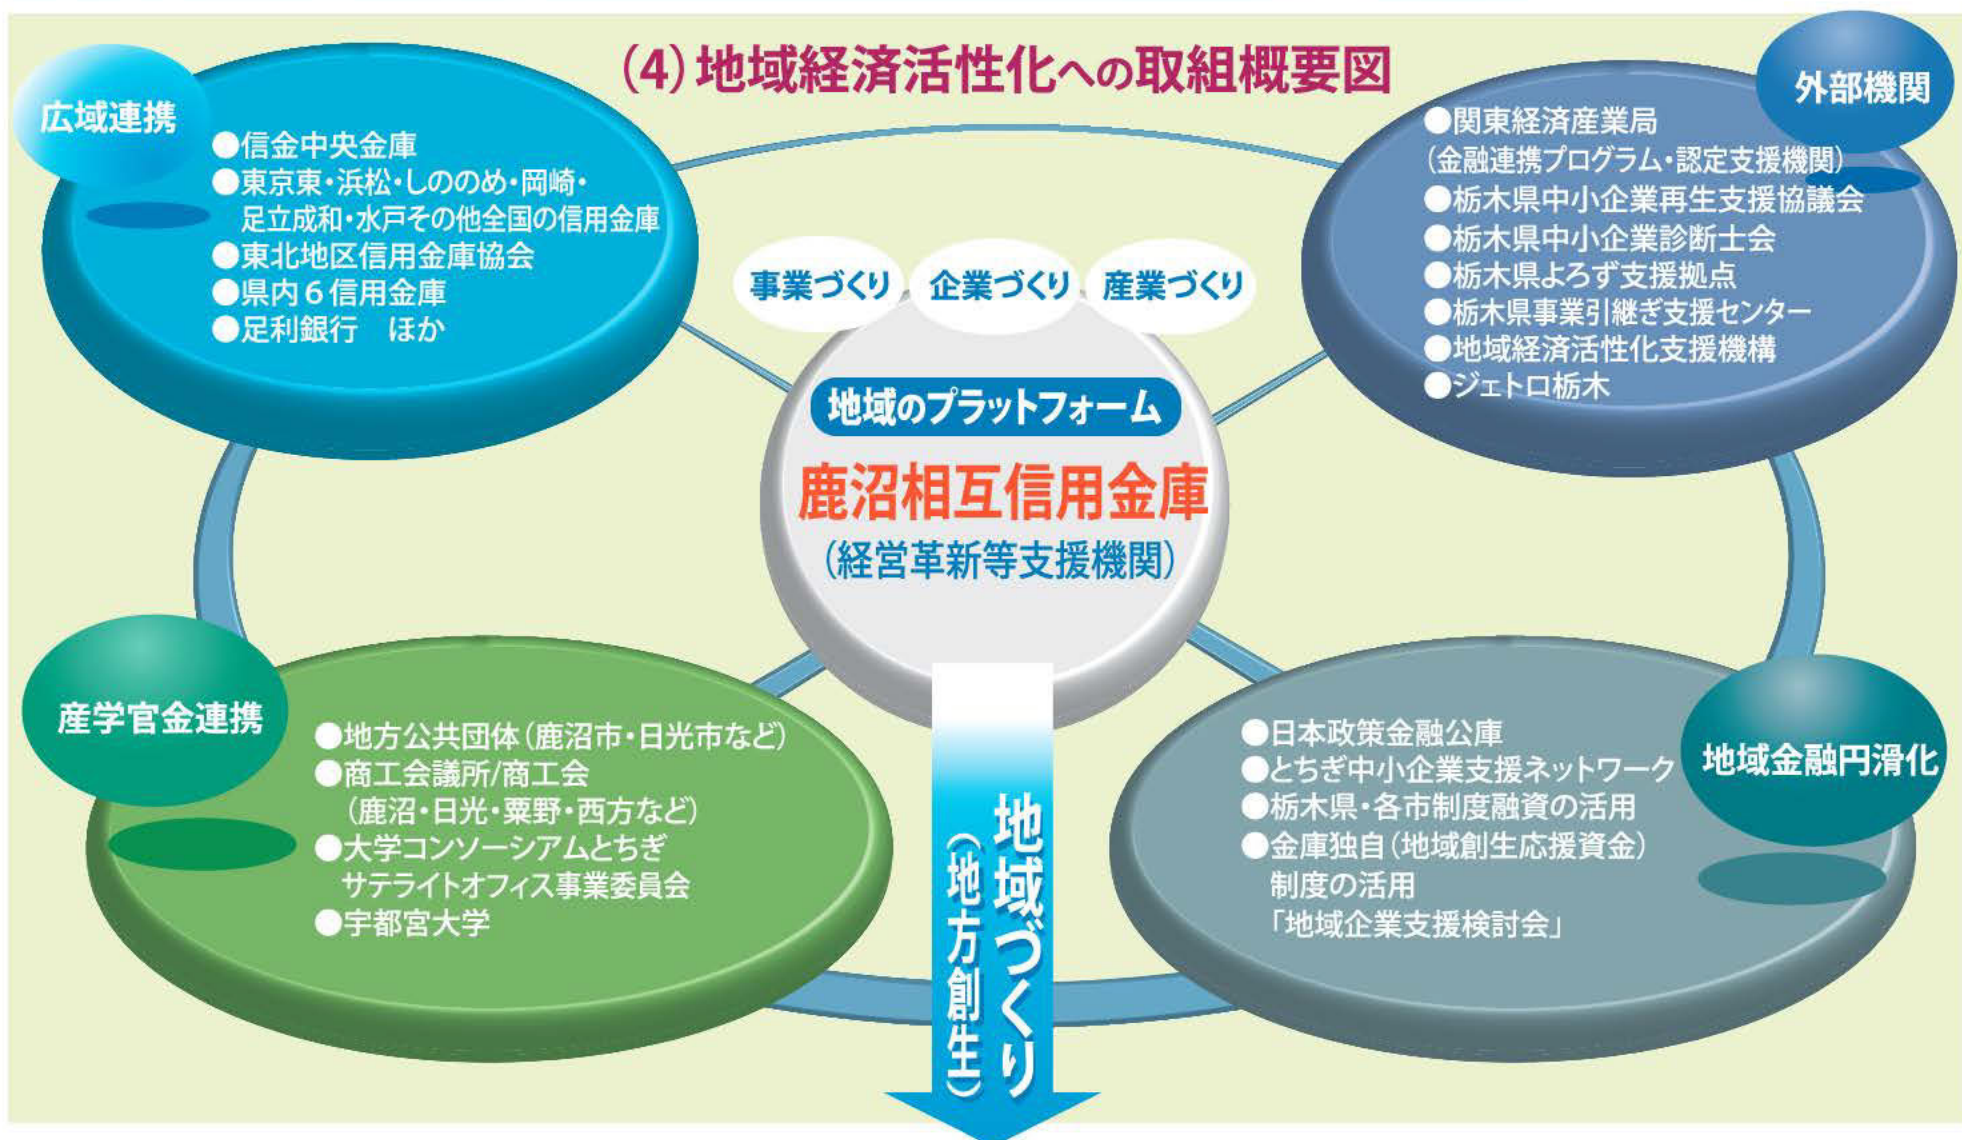 (4)地域経済活性化への取組概要図
広域連携
●信金中央金庫
●東京東・浜松・しののめ・岡崎・
足立成和・水戸その他全国の信用金庫
●東北地区信用金庫協会
●県内6信用金庫
●足利銀行　ほか
外部機関
●関東経済産業局
(金融連携プログラム・認定支援機関)
●栃木県中小企業再生支援協議会
●栃木県中小企業診断士会
●栃木県よろず支援拠点
●栃木県事業引継ぎ支援センター
●地域経済活性化支援機構
●ジェトロ栃木
事業づくり
企業づくり
産業づくり
地域のプラットフォーム
鹿沼相互信用金庫
(経営革新等支援機関)
産学官金連携
●地方公共団体(鹿沼市・日光市など)
●商工会議所/商工会
(鹿沼・日光・粟野・西方など)
●大学コンソーシアムとちぎ
サテライトオフィス事業委員会
●宇都宮大学
地域金融円滑化
●日本政策金融公庫
●とちぎ中小企業支援ネットワーク
●栃木県・各市制度融資の活用
●金庫独自(地域創生応援資金)
制度の活用
「地域企業支援検討会」
地域づくり
(地方創生)